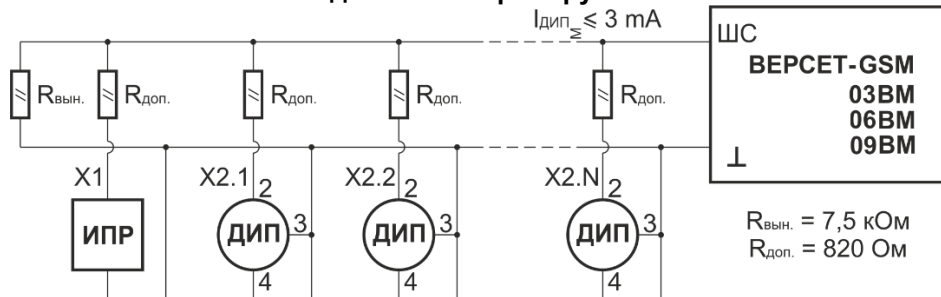 IДИПМ ≤ 3 mA
ШС
ВЕРСЕТ-GSM
03ВМ
06ВМ
09ВМ
⊥
Rвын. Rдоп. Rдоп. Rдоп. Rдоп.
X1 X2.1 2 X2.2 2 X2.N 2
ИПР ДИП 3 ДИП 3 ДИП 3
4 4 4
Rвын. = 7,5 кОм
Rдоп. = 820 Ом